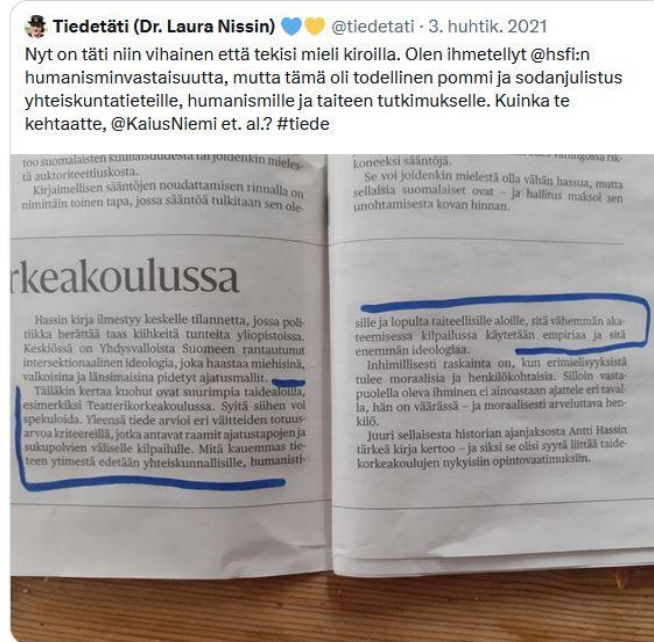 Tiedetäti (Dr. Laura Nissin) 💙💛 @tiedetati · 3. huhtik. 2021
Nyt on täti niin vihainen että tekisi mieli kiroilla. Olen ihmetellyt @hsfi:n
humanisminvastaisuutta, mutta tämä oli todellinen pommi ja sodanjulistus
yhteiskuntatieteille, humanismille ja taiteen tutkimukselle. Kuinka te
kehtaatte, @KaiusNiemi et. al.? #tiede
too suomalaisten kuuliaisuudesta tai joidenkin mieles-
tä auktoriteettiuskosta.
Kirjaimellisen sääntöjen noudattamisen rinnalla on
nimittäin toinen tapa, jossa sääntöä tulkitaan sen ole-
koneeksi sääntöjä.
Se voi joidenkin mielestä olla vähän hassua, mutta
sellaisia suomalaiset ovat – ja hallitus maksoi sen
unohtamisesta kovan hinnan.
rkeakoulussa
Hassin kirja ilmestyy keskelle tilannetta, jossa poli-
tiikka herättää taas kiihkeitä tunteita yliopistoissa.
Keskiössä on Yhdysvalloista Suomeen rantautunut
intersektionaalinen ideologia, joka haastaa miehisinä,
valkoisina ja länsimaisina pidetyt ajatusmallit.
Tälläkin kertaa kuohut ovat suurimpia taidealoilla,
esimerkiksi Teatterikorkeakoulussa. Syitä siihen voi
spekuloida. Yleensä tiede arvioi eri väitteiden totuus-
arvoa kriteereillä, jotka antavat raamit ajatustapojen ja
sukupolvien väliselle kilpailulle. Mitä kauemmas tie-
teen ytimestä edetään yhteiskunnallisille, humanisti-
sille ja lopulta taiteellisille aloille, sitä vähemmän aka-
teemisessa kilpailussa käytetään empiriaa ja sitä
enemmän ideologiaa.
Inhimillisesti raskainta on, kun erimielisyyksistä
tulee moraalisia ja henkilökohtaisia. Silloin vasta-
puolella oleva ihminen ei ainoastaan ajattele eri taval-
la, hän on väärässä – ja moraalisesti arveluttava hen-
kilö.
Juuri sellaisesta historian ajanjaksosta Antti Hassin
tärkeä kirja kertoo – ja siksi se olisi syytä liittää taide-
korkeakoulujen nykyisiin opintovaatimuksiin.